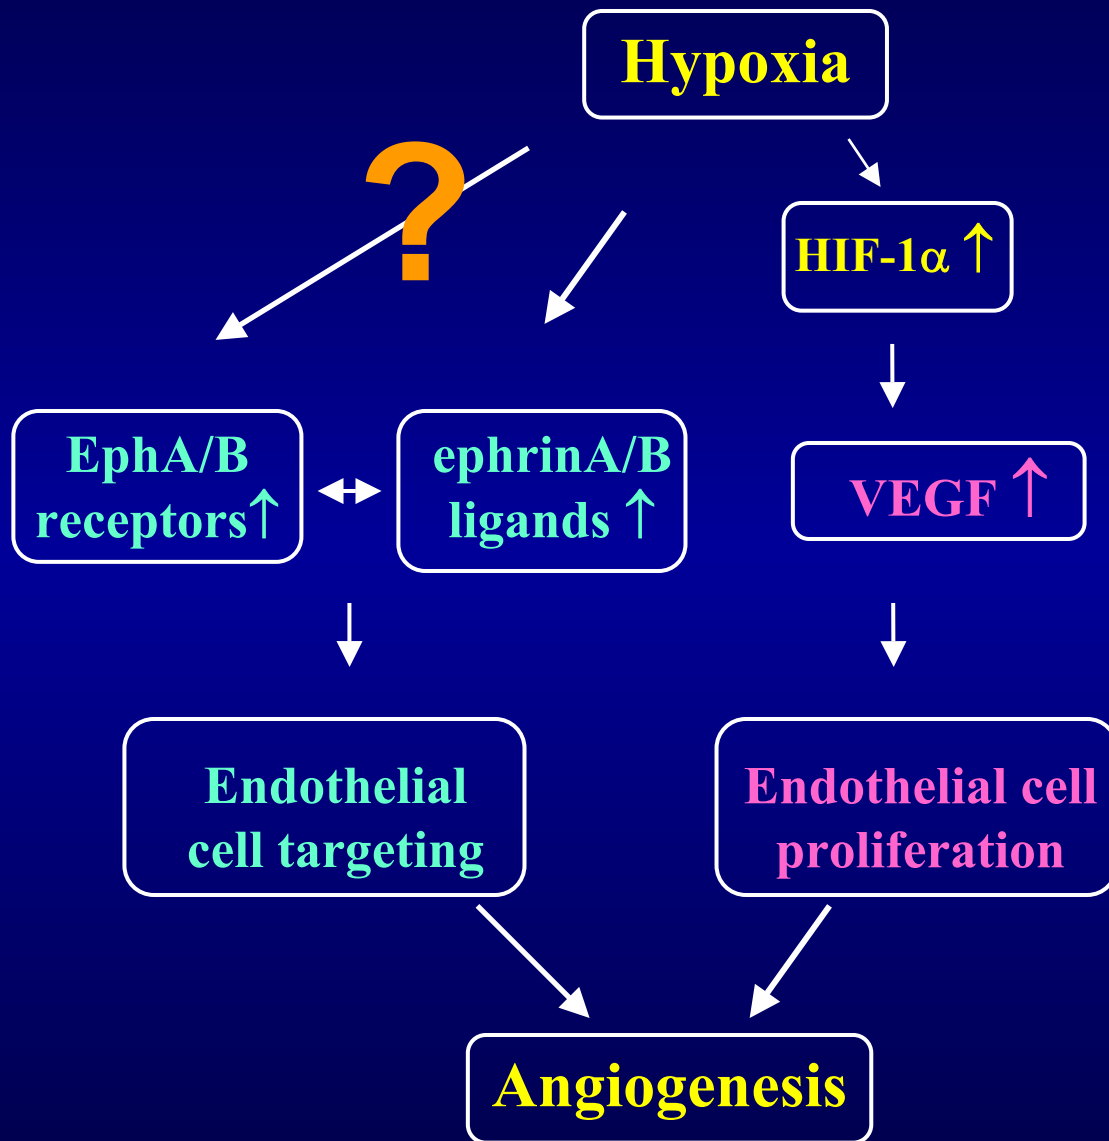 Hypoxia
?
HIF-1α ↑
EphA/B
receptors↑
ephrinA/B
ligands ↑
VEGF ↑
Endothelial
cell targeting
Endothelial cell
proliferation
Angiogenesis